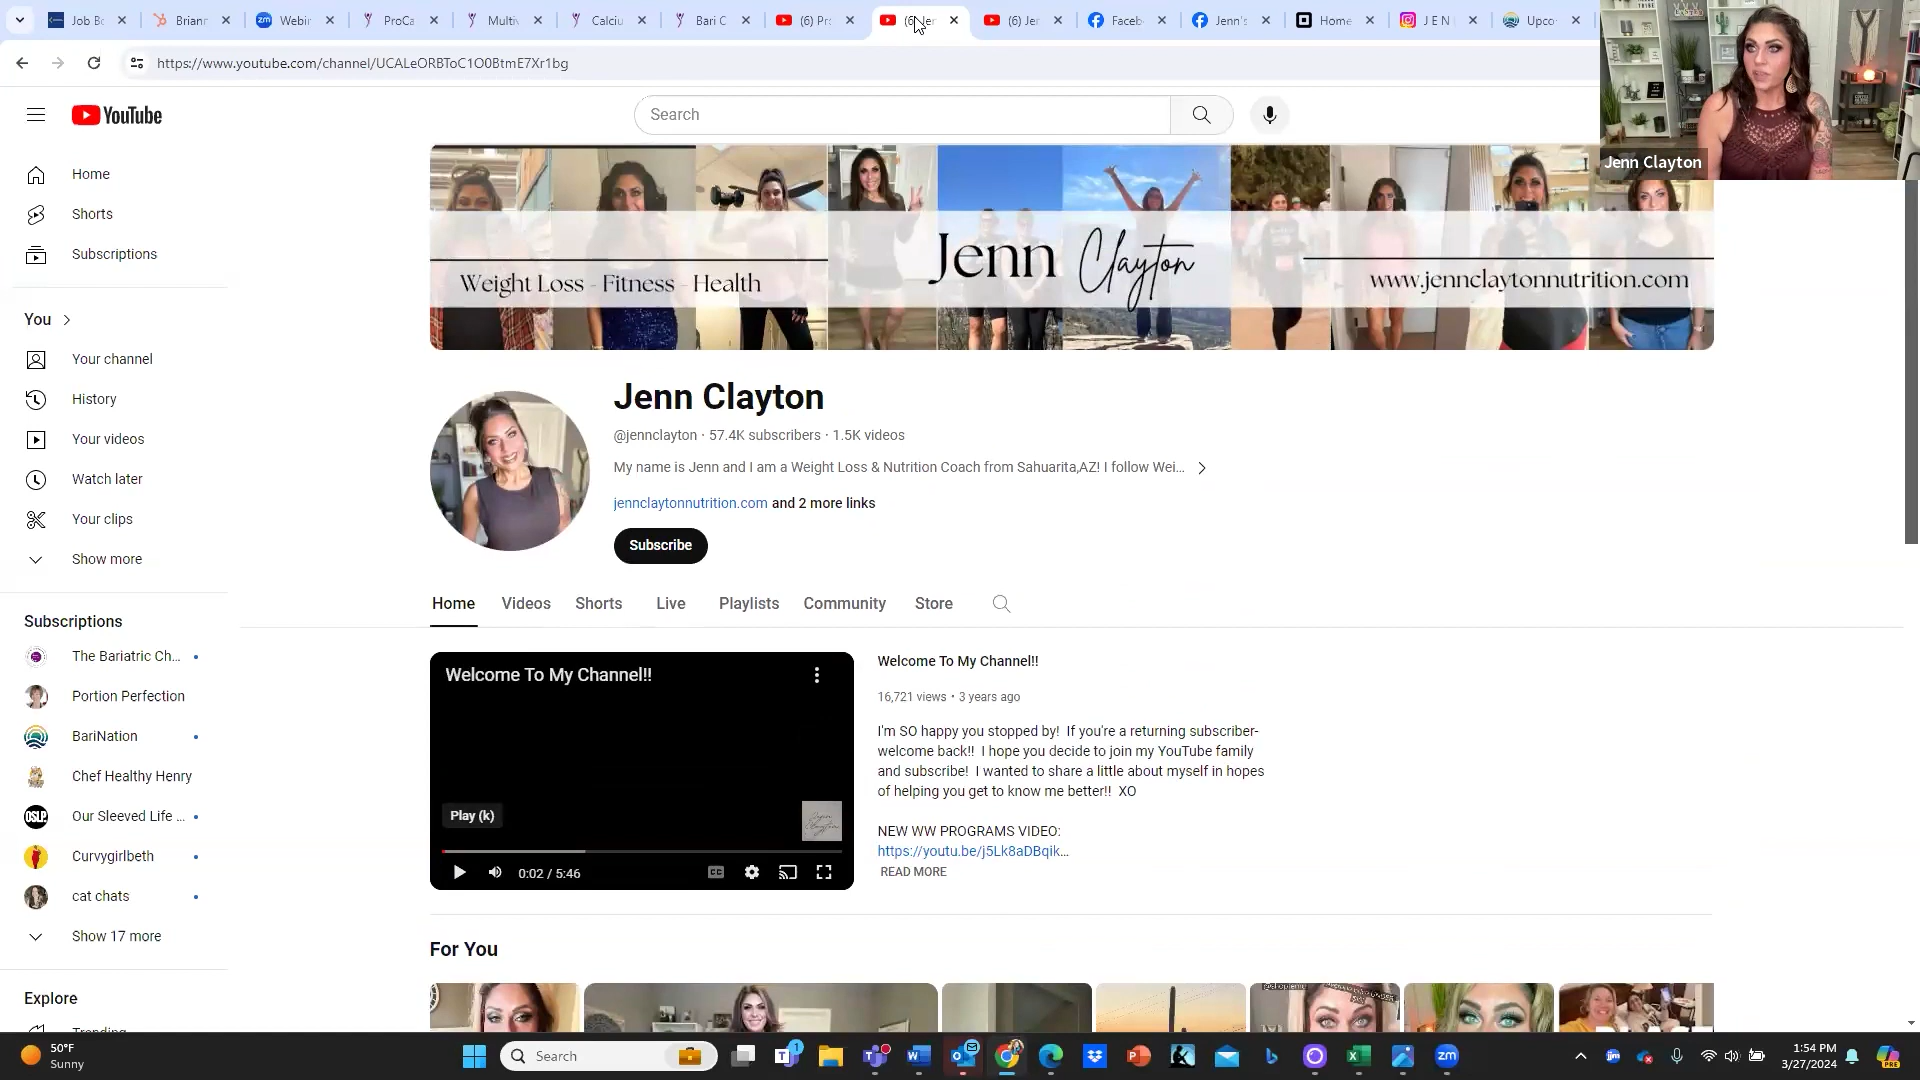 Job Bo
Briann
Webir
ProCa
Multiv
Calciu
Bari C
(6) Pro
(6) Jer
Faceb
Jenn's
Home
J E N
Upco
https://www.youtube.com/channel/UCALeORBToC1O0BtmE7Xr1bg
YouTube
Search
Jenn Clayton
Home
Shorts
Subscriptions
You
Your channel
History
Your videos
Watch later
Your clips
Show more
Subscriptions
The Bariatric Ch...
Portion Perfection
BariNation
Chef Healthy Henry
Our Sleeved Life ...
Curvygirlbeth
cat chats
Show 17 more
Explore
Trending
Weight Loss - Fitness - Health
Jenn Clayton
www.jennclaytonnutrition.com
Jenn Clayton
@jennclayton · 57.4K subscribers · 1.5K videos
My name is Jenn and I am a Weight Loss & Nutrition Coach from Sahuarita,AZ! I follow Wei...
jennclaytonnutrition.com and 2 more links
Subscribe
Home Videos Shorts Live Playlists Community Store
Welcome To My Channel!!
Play (k)
0:02 / 5:46
Welcome To My Channel!!
16,721 views • 3 years ago
I'm SO happy you stopped by! If you're a returning subscriber-
welcome back!! I hope you decide to join my YouTube family
and subscribe! I wanted to share a little about myself in hopes
of helping you get to know me better!! XO
NEW WW PROGRAMS VIDEO:
https://youtu.be/j5Lk8aDBqik...
READ MORE
For You
50°F
Sunny
Search
1:54 PM
3/27/2024